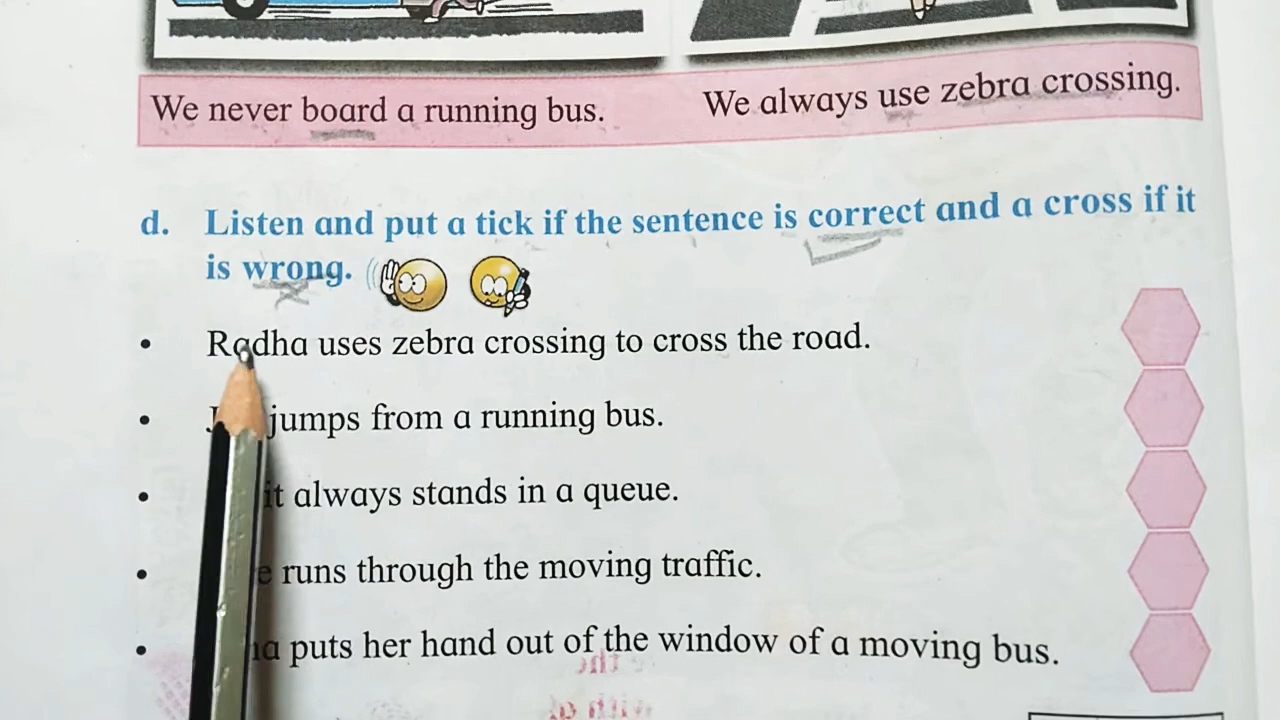 We never board a running bus.
We always use zebra crossing.
d. Listen and put a tick if the sentence is correct and a cross if it
is wrong.
• Radha uses zebra crossing to cross the road.
• jumps from a running bus.
• always stands in a queue.
• runs through the moving traffic.
• puts her hand out of the window of a moving bus.